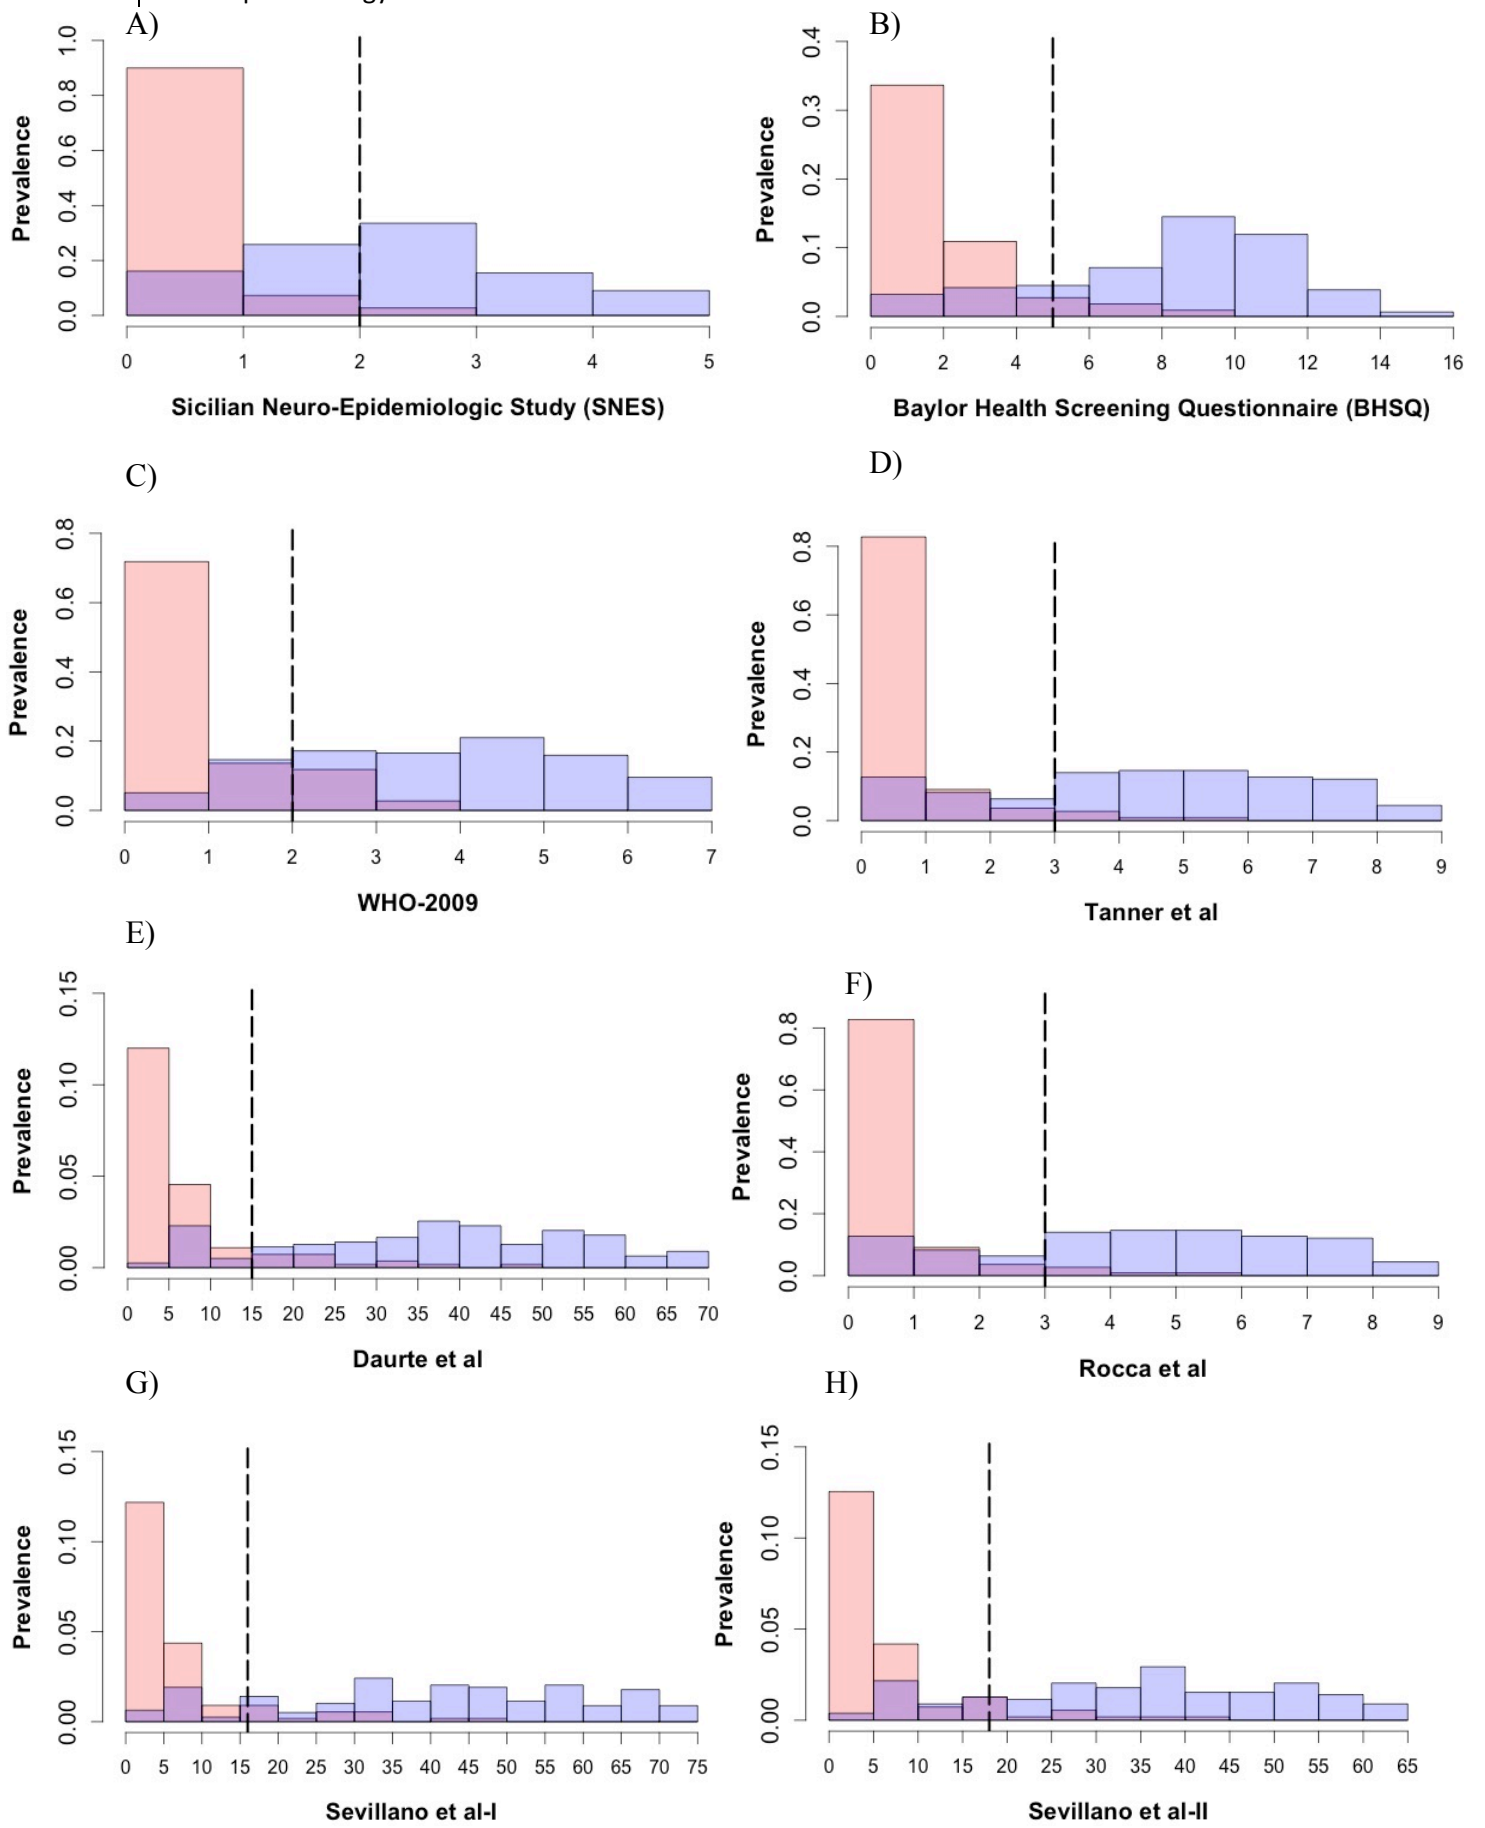 A)
Prevalence
0.0 0.2 0.4 0.6 0.8 1.0
0 1 2 3 4 5
Sicilian Neuro-Epidemiologic Study (SNES)
B)
Prevalence
0.0 0.1 0.2 0.3 0.4
0 2 4 6 8 10 12 14 16
Baylor Health Screening Questionnaire (BHSQ)
C)
Prevalence
0.0 0.2 0.4 0.6 0.8
0 1 2 3 4 5 6 7
WHO-2009
D)
Prevalence
0.0 0.2 0.4 0.6 0.8
0 1 2 3 4 5 6 7 8 9
Tanner et al
E)
Prevalence
0.00 0.05 0.10 0.15
0 5 10 15 20 25 30 35 40 45 50 55 60 65 70
Daurte et al
F)
Prevalence
0.0 0.2 0.4 0.6 0.8
0 1 2 3 4 5 6 7 8 9
Rocca et al
G)
Prevalence
0.00 0.05 0.10 0.15
0 5 10 15 20 25 30 35 40 45 50 55 60 65 70 75
Sevillano et al-I
H)
Prevalence
0.00 0.05 0.10 0.15
0 5 10 15 20 25 30 35 40 45 50 55 60 65
Sevillano et al-II